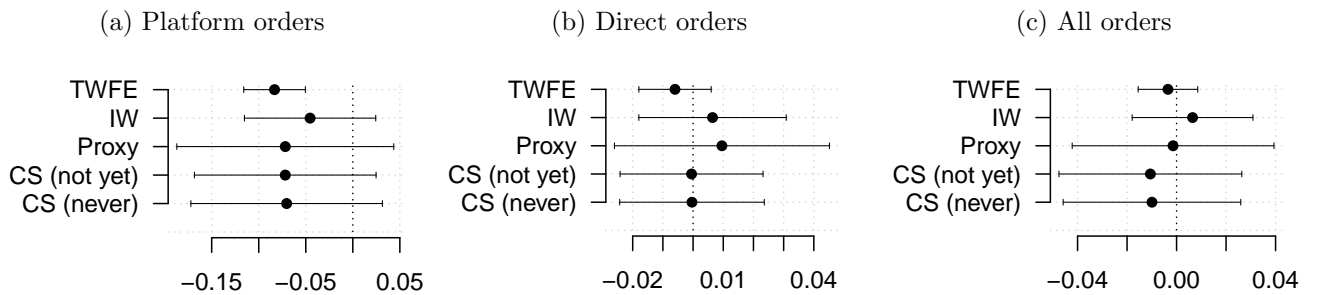 (a) Platform orders
TWFE
IW
Proxy
CS (not yet)
CS (never)
−0.15 −0.05 0.05
(b) Direct orders
TWFE
IW
Proxy
CS (not yet)
CS (never)
−0.02 0.01 0.04
(c) All orders
TWFE
IW
Proxy
CS (not yet)
CS (never)
−0.04 0.00 0.04